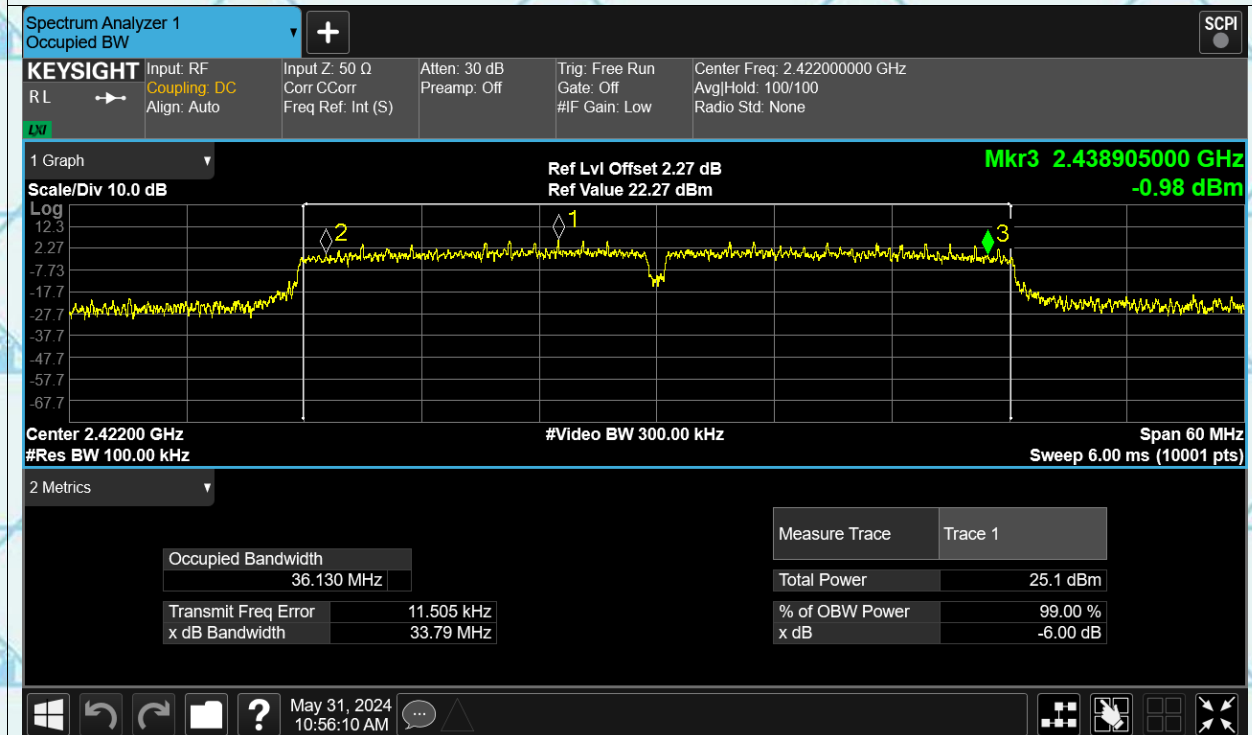 Spectrum Analyzer 1
Occupied BW
SCPI
KEYSIGHT
R L
LXI
Input: RF
Coupling: DC
Align: Auto
Input Z: 50 Ω
Corr CCorr
Freq Ref: Int (S)
Atten: 30 dB
Preamp: Off
Trig: Free Run
Gate: Off
#IF Gain: Low
Center Freq: 2.422000000 GHz
Avg|Hold: 100/100
Radio Std: None
1 Graph
Scale/Div 10.0 dB
Ref Lvl Offset 2.27 dB
Ref Value 22.27 dBm
Mkr3 2.438905000 GHz
-0.98 dBm
Log
12.3
2.27
-7.73
-17.7
-27.7
-37.7
-47.7
-57.7
-67.7
2
1
3
Center 2.42200 GHz
#Video BW 300.00 kHz
Span 60 MHz
#Res BW 100.00 kHz
Sweep 6.00 ms (10001 pts)
2 Metrics
Occupied Bandwidth
36.130 MHz
Transmit Freq Error 11.505 kHz
x dB Bandwidth 33.79 MHz
Measure Trace Trace 1
Total Power 25.1 dBm
% of OBW Power 99.00 %
x dB -6.00 dB
?
May 31, 2024
10:56:10 AM